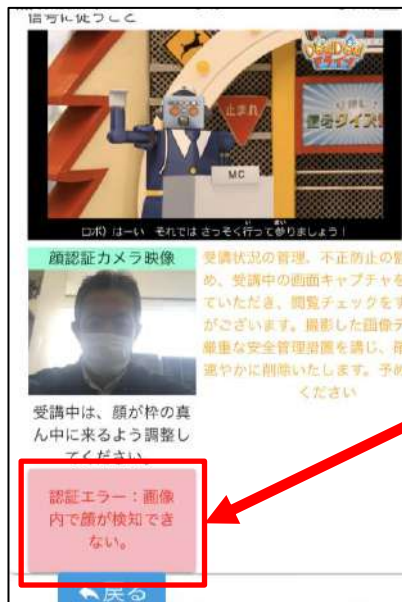 信号に従うこと
止まれ
MC
ロボ）はーい　それでは さっそく行って参りましょう！
顔認証カメラ映像
受講状況の管理、不正防止の
め、受講中の画面キャプチャを
ていただき、閲覧チェックをす
がございます。撮影した画像デ
厳重な安全管理措置を講じ、
速やかに削除いたします。予め
ください
受講中は、顔が枠の真
ん中に来るよう調整し
てください。
認証エラー：画像
内で顔が検知でき
ない。
戻る